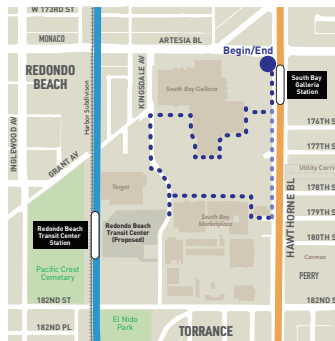 W 173RD ST
MONACO
ARTESIA BL
Begin/End
REDONDO
BEACH
KINGSDALE AV
South Bay Galleria
South Bay
Galleria
Station
Harbor Subdivision
INGLEWOOD AV
GRANT AV
176TH S
177TH S
Utility Corri
Target
178TH S
Redondo Beach
Transit Center
Station
Redondo Beach
Transit Center
(Proposed)
South Bay
Marketplace
HAWTHORNE BL
179TH S
180TH S
Carmax
Pacific Crest
Cemetery
PERRY
182ND ST
182ND S
182ND PL
El Nido
Park
TORRANCE